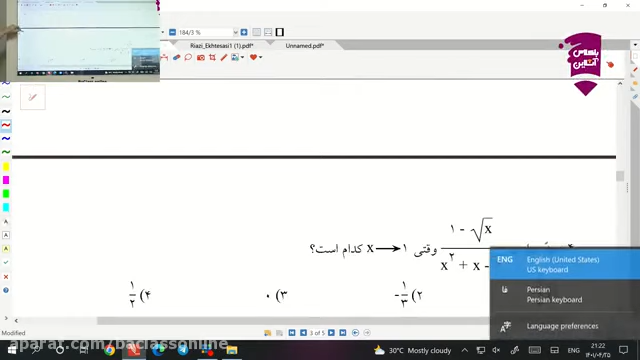 184/3 %
Riazi_Ekhtesasi1 (1).pdf*
Unnamed.pdf*
باسلاس
آنلاین
۱ - √x
وقتی x ⟶ ۱ کدام است؟
x² + x -
۲) -۱/۳
۳) ۰
۴) ۱/۲
ENG
English (United States)
US keyboard
فا
Persian
Persian keyboard
Language preferences
Modified
3 of 5
30°C Mostly cloudy
ENG
21:22
aparat.com/baclassonline